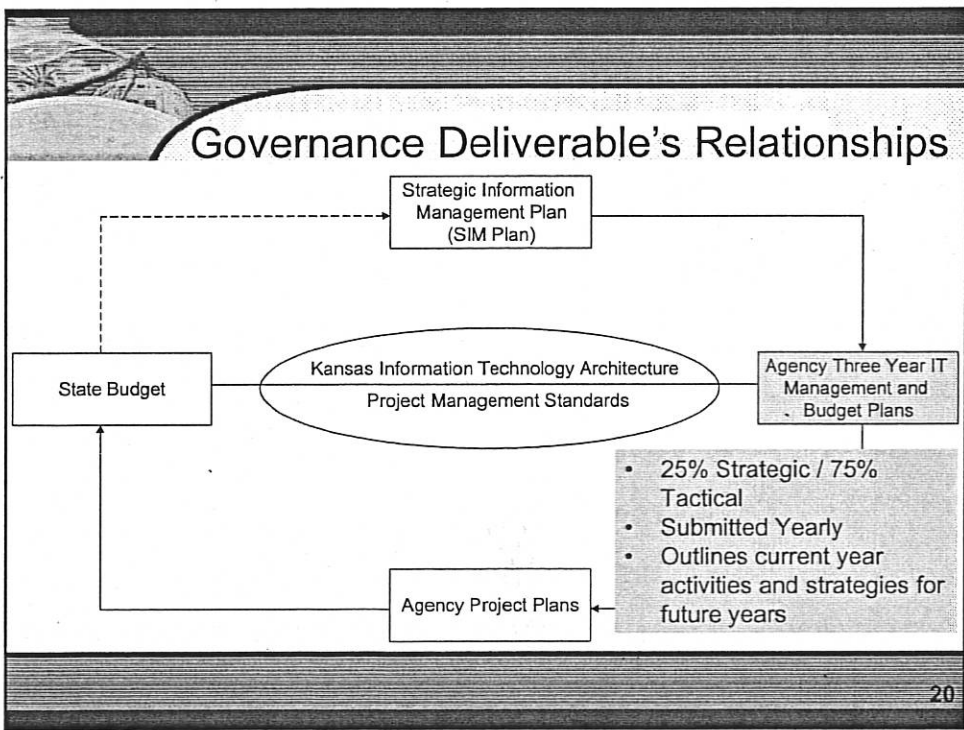 Governance Deliverable's Relationships
Strategic Information
Management Plan
(SIM Plan)
State Budget
Kansas Information Technology Architecture
Project Management Standards
Agency Three Year IT
Management and
Budget Plans
• 25% Strategic / 75%
Tactical
• Submitted Yearly
• Outlines current year
activities and strategies for
future years
Agency Project Plans
20